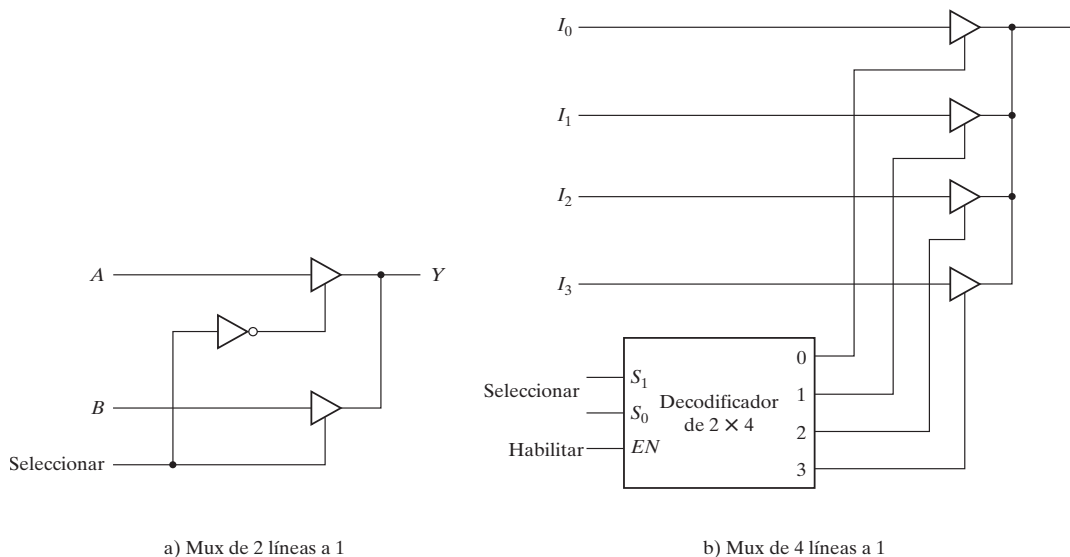 A
Y
B
Seleccionar
a) Mux de 2 líneas a 1
I₀
I₁
I₂
I₃
Seleccionar
Habilitar
S₁
S₀
EN
Decodificador
de 2 × 4
0
1
2
3
b) Mux de 4 líneas a 1